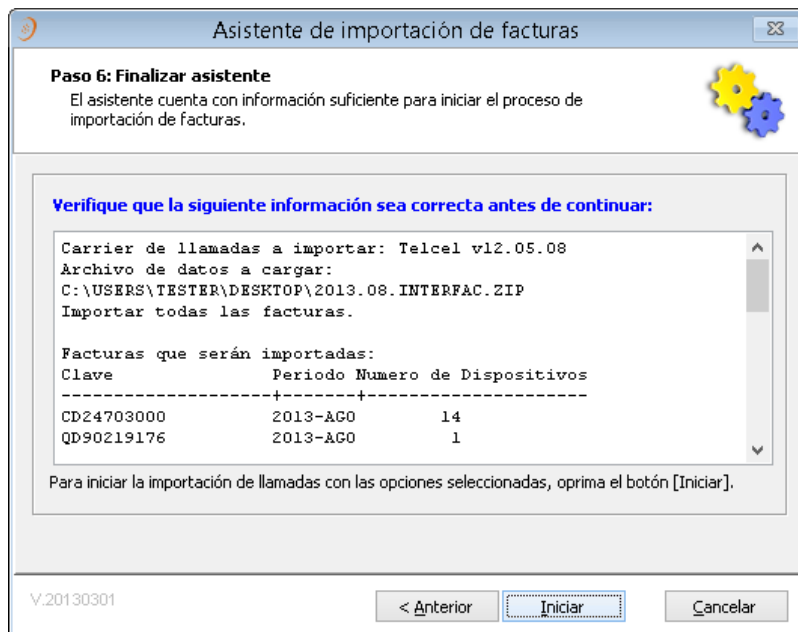 Asistente de importación de facturas
Paso 6: Finalizar asistente
El asistente cuenta con información suficiente para iniciar el proceso de
importación de facturas.
Verifique que la siguiente información sea correcta antes de continuar:
Carrier de llamadas a importar: Telcel v12.05.08
Archivo de datos a cargar:
C:\USERS\TESTER\DESKTOP\2013.08.INTERFAC.ZIP
Importar todas las facturas.
Facturas que serán importadas:
Clave Periodo Numero de Dispositivos
--------------------+-------+---------------------
CD24703000 2013-AGO 14
QD90219176 2013-AGO 1
Para iniciar la importación de llamadas con las opciones seleccionadas, oprima el botón [Iniciar].
V.20130301 < Anterior Iniciar Cancelar